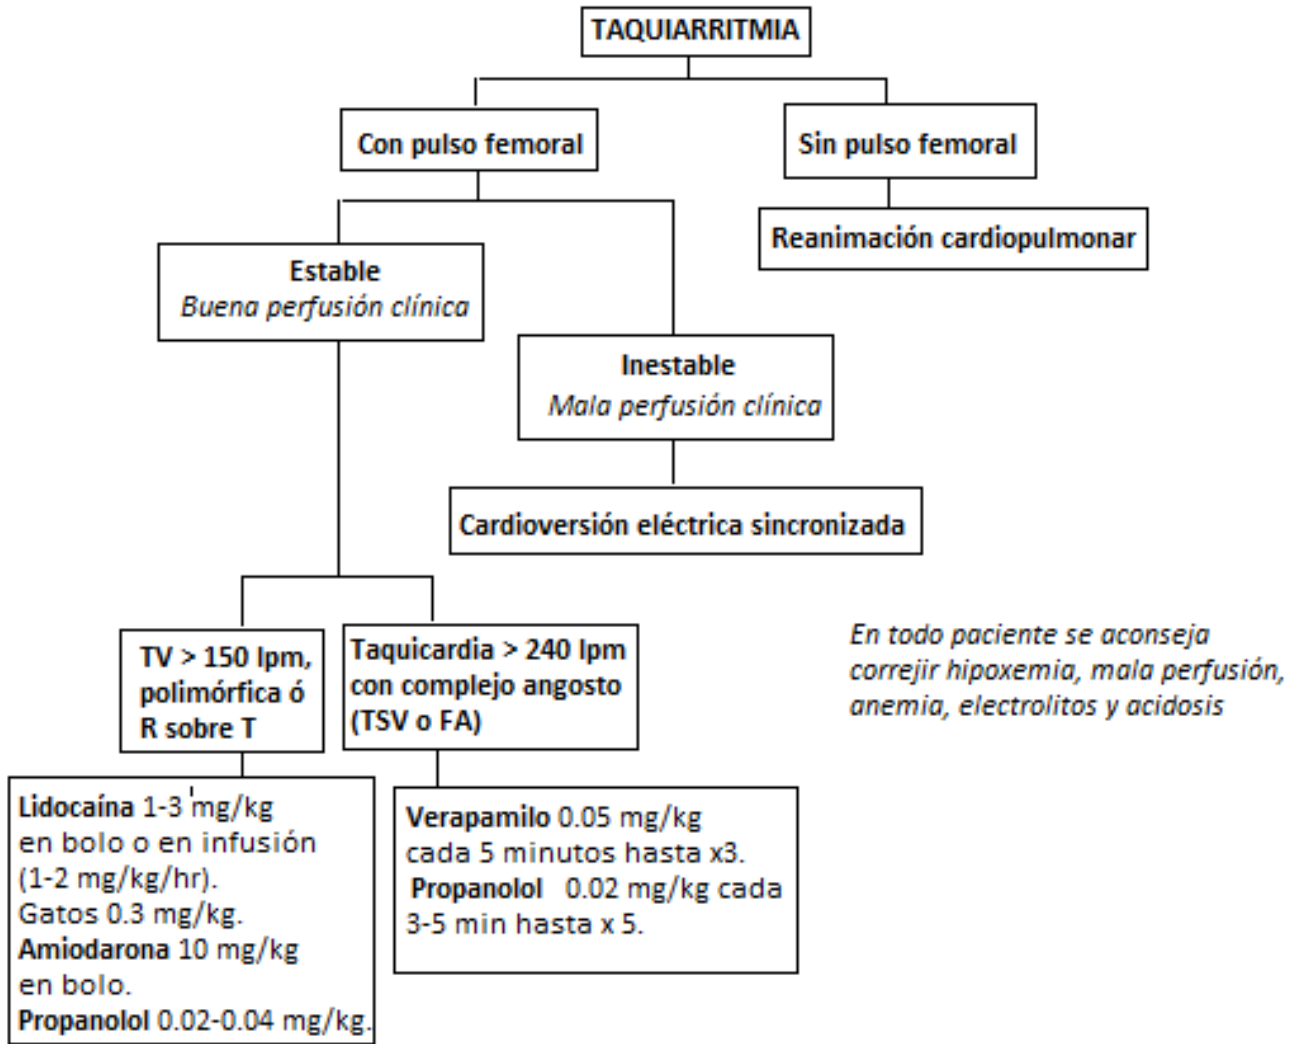 TAQUIARRITMIA
Con pulso femoral
Sin pulso femoral
Reanimación cardiopulmonar
Estable
Buena perfusión clínica
Inestable
Mala perfusión clínica
Cardioversión eléctrica sincronizada
TV > 150 lpm,
polimórfica ó
R sobre T
Taquicardia > 240 lpm
con complejo angosto
(TSV o FA)
En todo paciente se aconseja
correjir hipoxemia, mala perfusión,
anemia, electrolitos y acidosis
Lidocaína 1-3 mg/kg
en bolo o en infusión
(1-2 mg/kg/hr).
Gatos 0.3 mg/kg.
Amiodarona 10 mg/kg
en bolo.
Propanolol 0.02-0.04 mg/kg.
Verapamilo 0.05 mg/kg
cada 5 minutos hasta x3.
Propanolol 0.02 mg/kg cada
3-5 min hasta x 5.